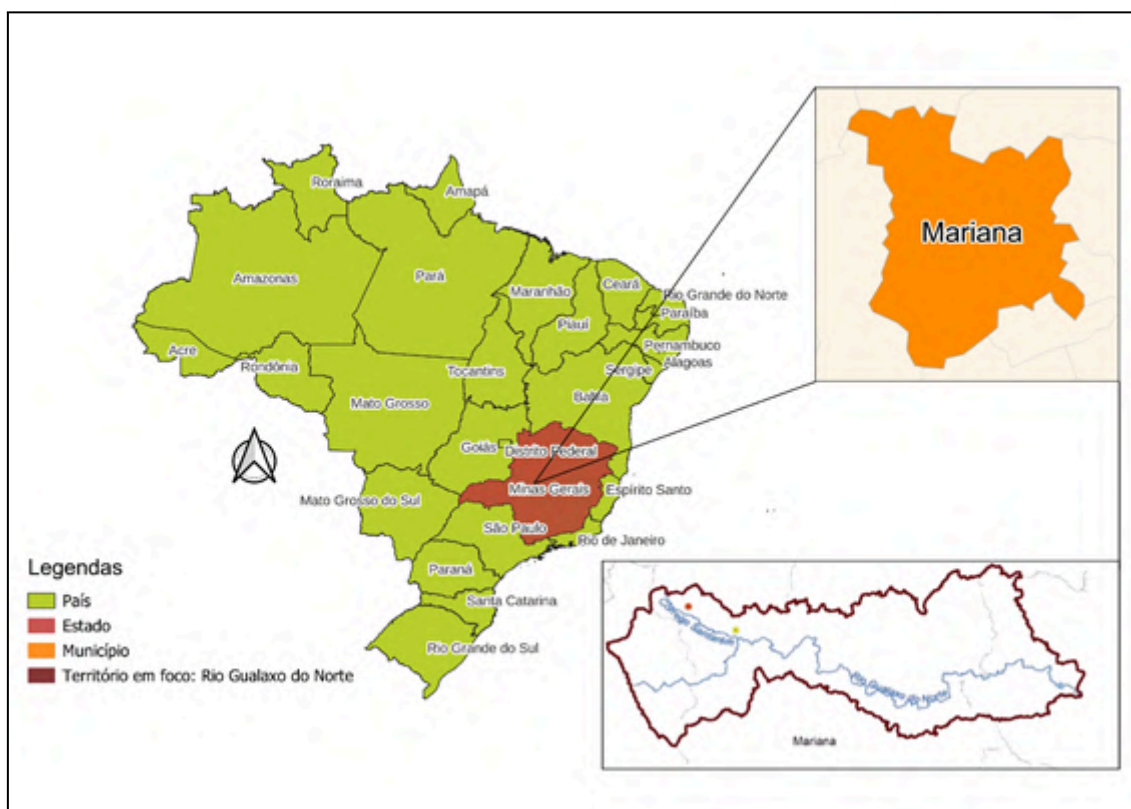 Roraima
Amapá
Amazonas
Pará
Maranhão
Ceará
Rio Grande do Norte
Paraíba
Piauí
Pernambuco
Acre
Alagoas
Rondônia
Tocantins
Sergipe
Bahia
Mato Grosso
Goiás
Distrito Federal
Mato Grosso do Sul
Minas Gerais
Espírito Santo
São Paulo
Rio de Janeiro
Paraná
Santa Catarina
Rio Grande do Sul
Mariana
Legendas
País
Estado
Município
Território em foco: Rio Gualaxo do Norte
Córrego Santarém
Rio Gualaxo do Norte
Mariana